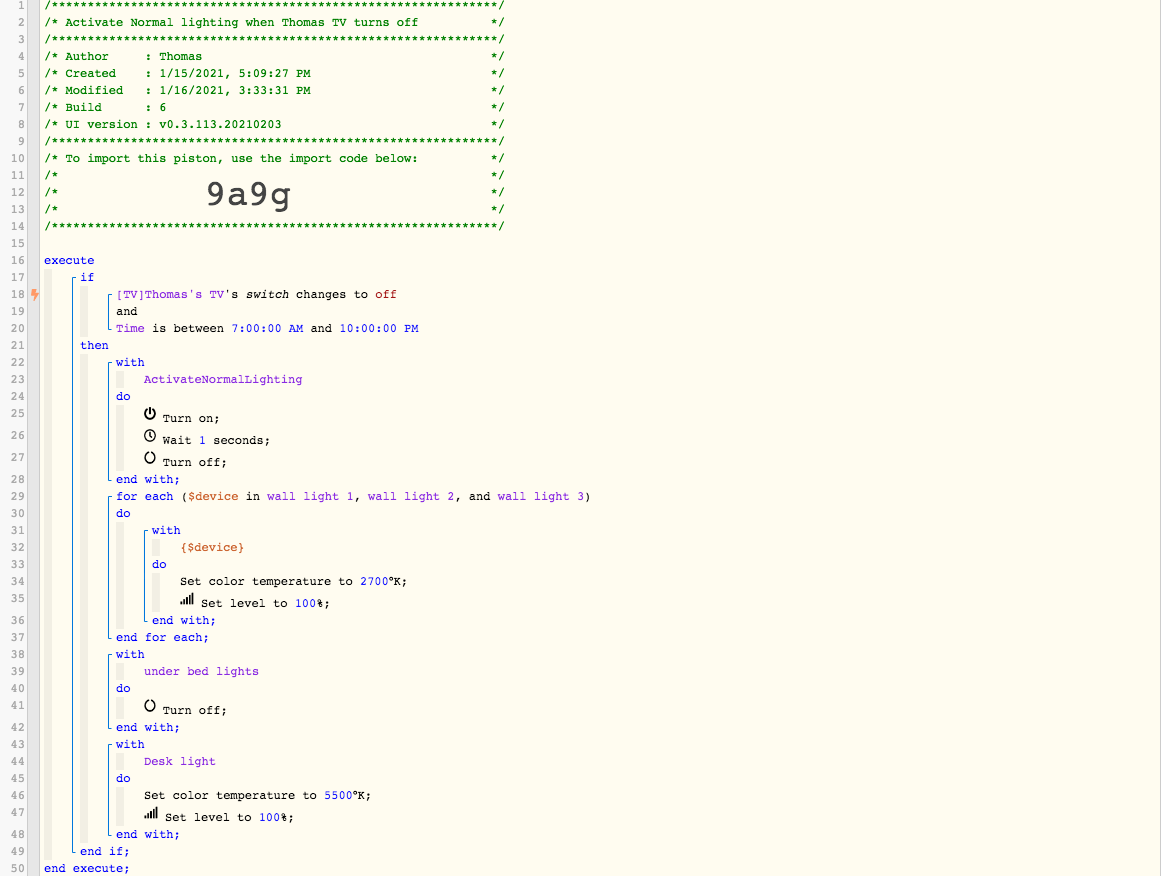 1 /**************************************************************/
2 /* Activate Normal lighting when Thomas TV turns off */
3 /**************************************************************/
4 /* Author : Thomas */
5 /* Created : 1/15/2021, 5:09:27 PM */
6 /* Modified : 1/16/2021, 3:33:31 PM */
7 /* Build : 6 */
8 /* UI version : v0.3.113.20210203 */
9 /**************************************************************/
10 /* To import this piston, use the import code below: */
11 /* */
12 /* 9a9g */
13 /* */
14 /**************************************************************/
15
16 execute
17 if
18 [TV]Thomas's TV's switch changes to off
19 and
20 Time is between 7:00:00 AM and 10:00:00 PM
21 then
22 with
23 ActivateNormalLighting
24 do
25 Turn on;
26 Wait 1 seconds;
27 Turn off;
28 end with;
29 for each ($device in wall light 1, wall light 2, and wall light 3)
30 do
31 with
32 {$device}
33 do
34 Set color temperature to 2700°K;
35 Set level to 100%;
36 end with;
37 end for each;
38 with
39 under bed lights
40 do
41 Turn off;
42 end with;
43 with
44 Desk light
45 do
46 Set color temperature to 5500°K;
47 Set level to 100%;
48 end with;
49 end if;
50 end execute;